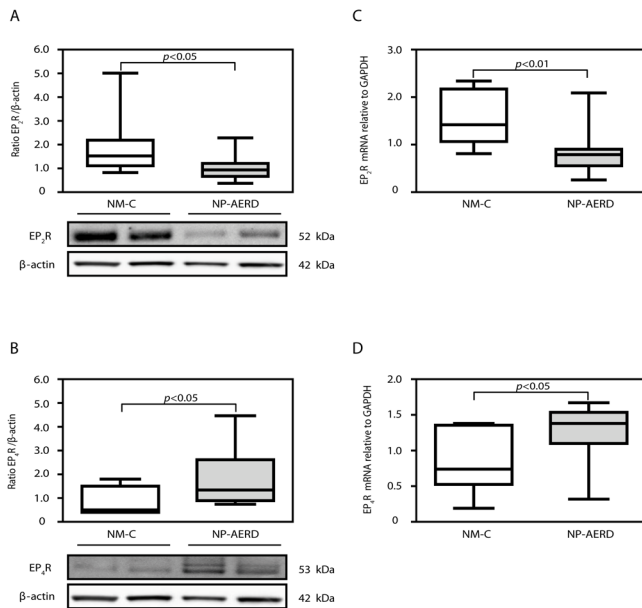 A
Ratio EP₂R /β-actin
6.0
5.0
4.0
3.0
2.0
1.0
0.0
p<0.05
NM-C NP-AERD
EP₂R 52 kDa
β-actin 42 kDa
C
EP₂R mRNA relative to GAPDH
3.0
2.0
1.0
0.0
p<0.01
NM-C NP-AERD
B
Ratio EP₄R/β-actin
6.0
5.0
4.0
3.0
2.0
1.0
0.0
p<0.05
NM-C NP-AERD
EP₄R 53 kDa
β-actin 42 kDa
D
EP₄R mRNA relative to GAPDH
2.0
1.5
1.0
0.5
0.0
p<0.05
NM-C NP-AERD